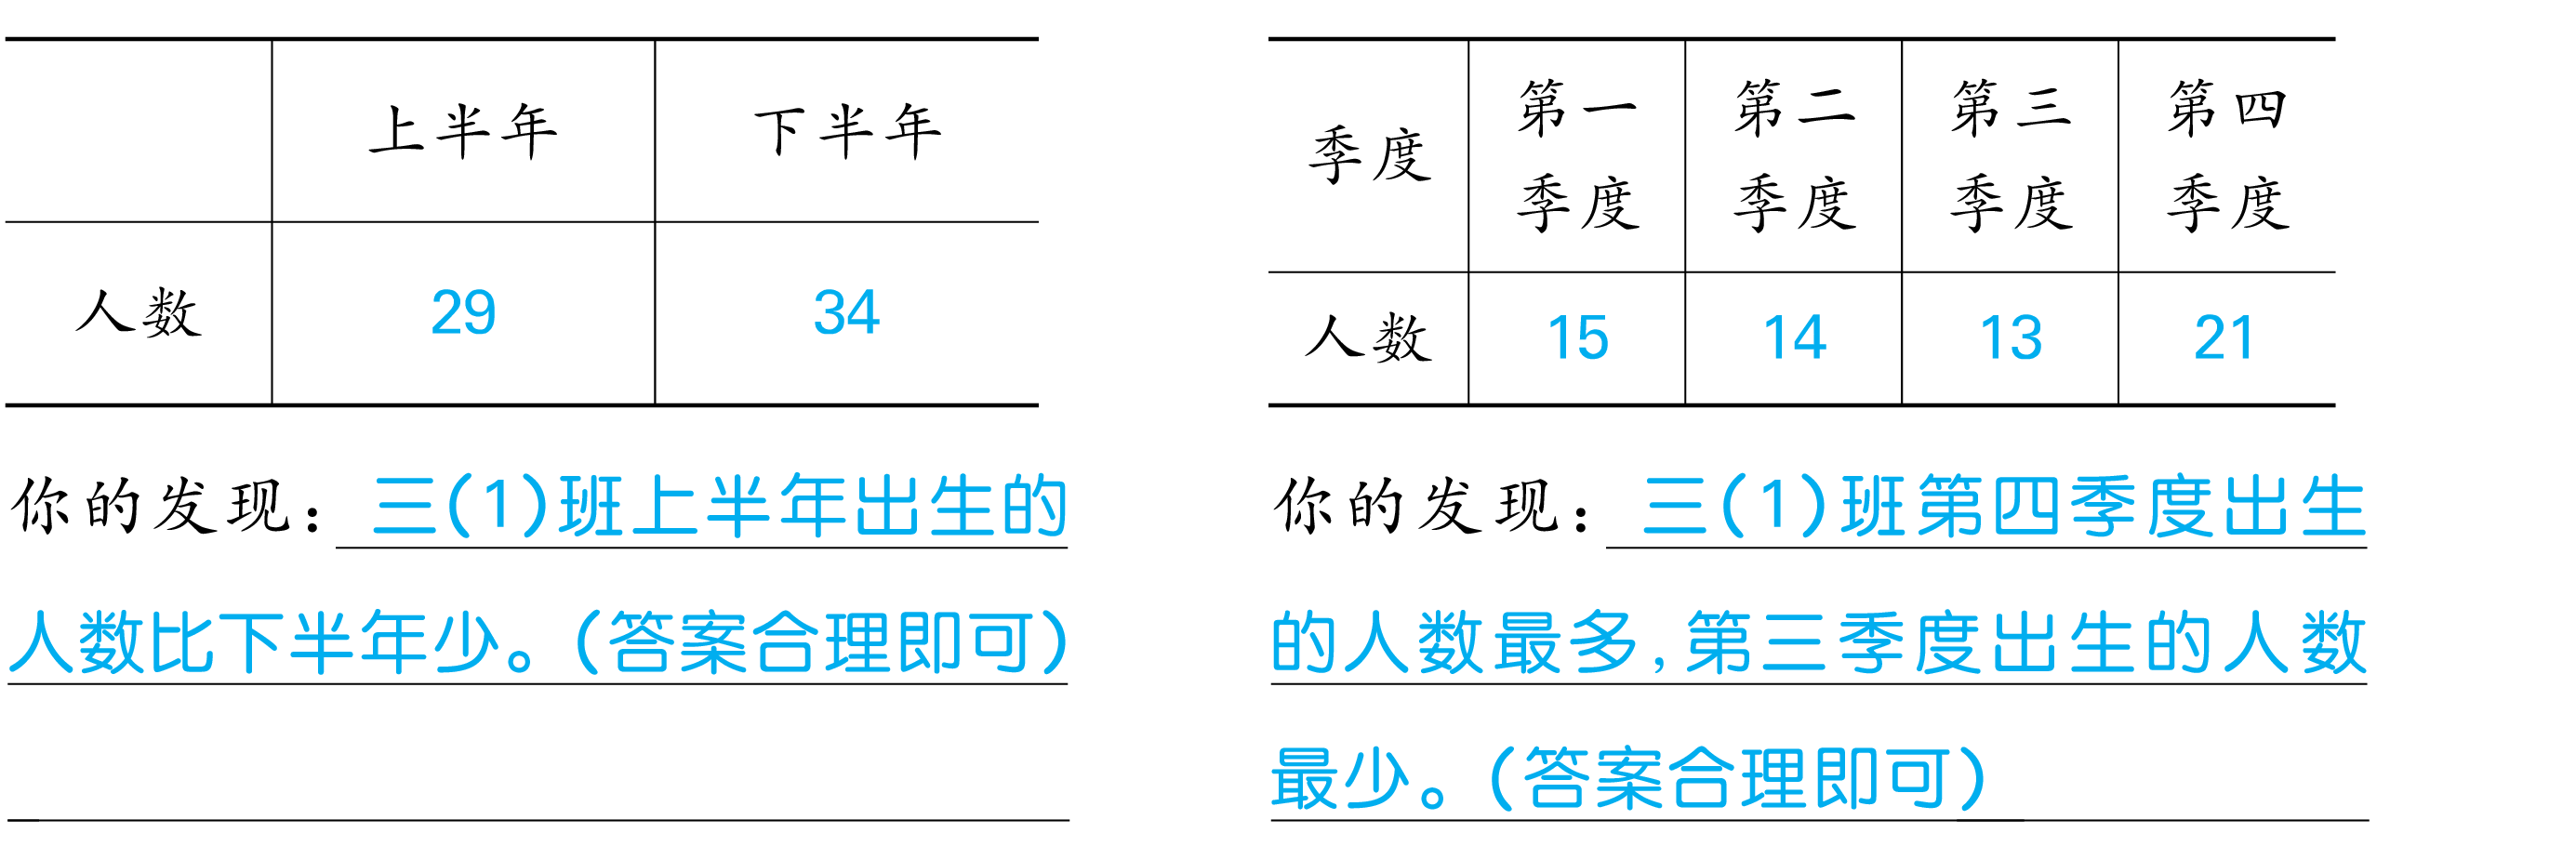 上半年 下半年
人数 29 34
你的发现：三(1)班上半年出生的
人数比下半年少。(答案合理即可)
季度 第一季度 第二季度 第三季度 第四季度
人数 15 14 13 21
你的发现：三(1)班第四季度出生
的人数最多,第三季度出生的人数
最少。(答案合理即可)